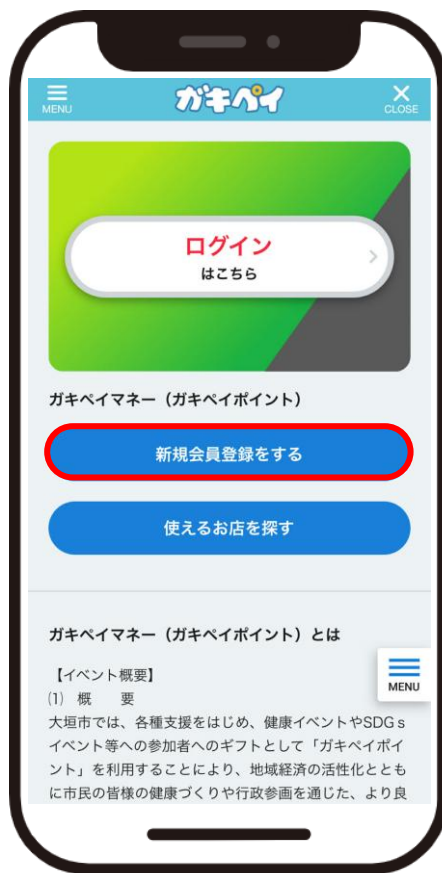 MENU
ガキペイ
CLOSE
ログイン
はこちら
ガキペイマネー（ガキペイポイント）
新規会員登録をする
使えるお店を探す
ガキペイマネー（ガキペイポイント）とは
【イベント概要】
MENU
⑴　概　　要
大垣市では、各種支援をはじめ、健康イベントやSDGｓ
イベント等への参加者へのギフトとして「ガキペイポイ
ント」を利用することにより、地域経済の活性化ととも
に市民の皆様の健康づくりや行政参画を通じた、より良